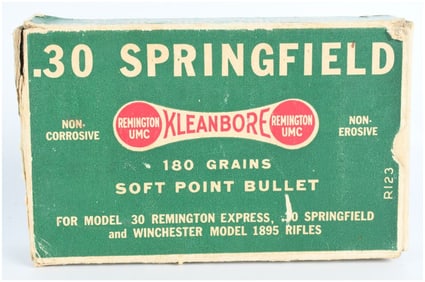 .30 SPRINGFIELD
NON-
CORROSIVE
REMINGTON
UMC
KLEANBORE
REMINGTON
UMC
NON-
EROSIVE
180 GRAINS
SOFT POINT BULLET
R123
FOR MODEL 30 REMINGTON EXPRESS, .30 SPRINGFIELD
and WINCHESTER MODEL 1895 RIFLES